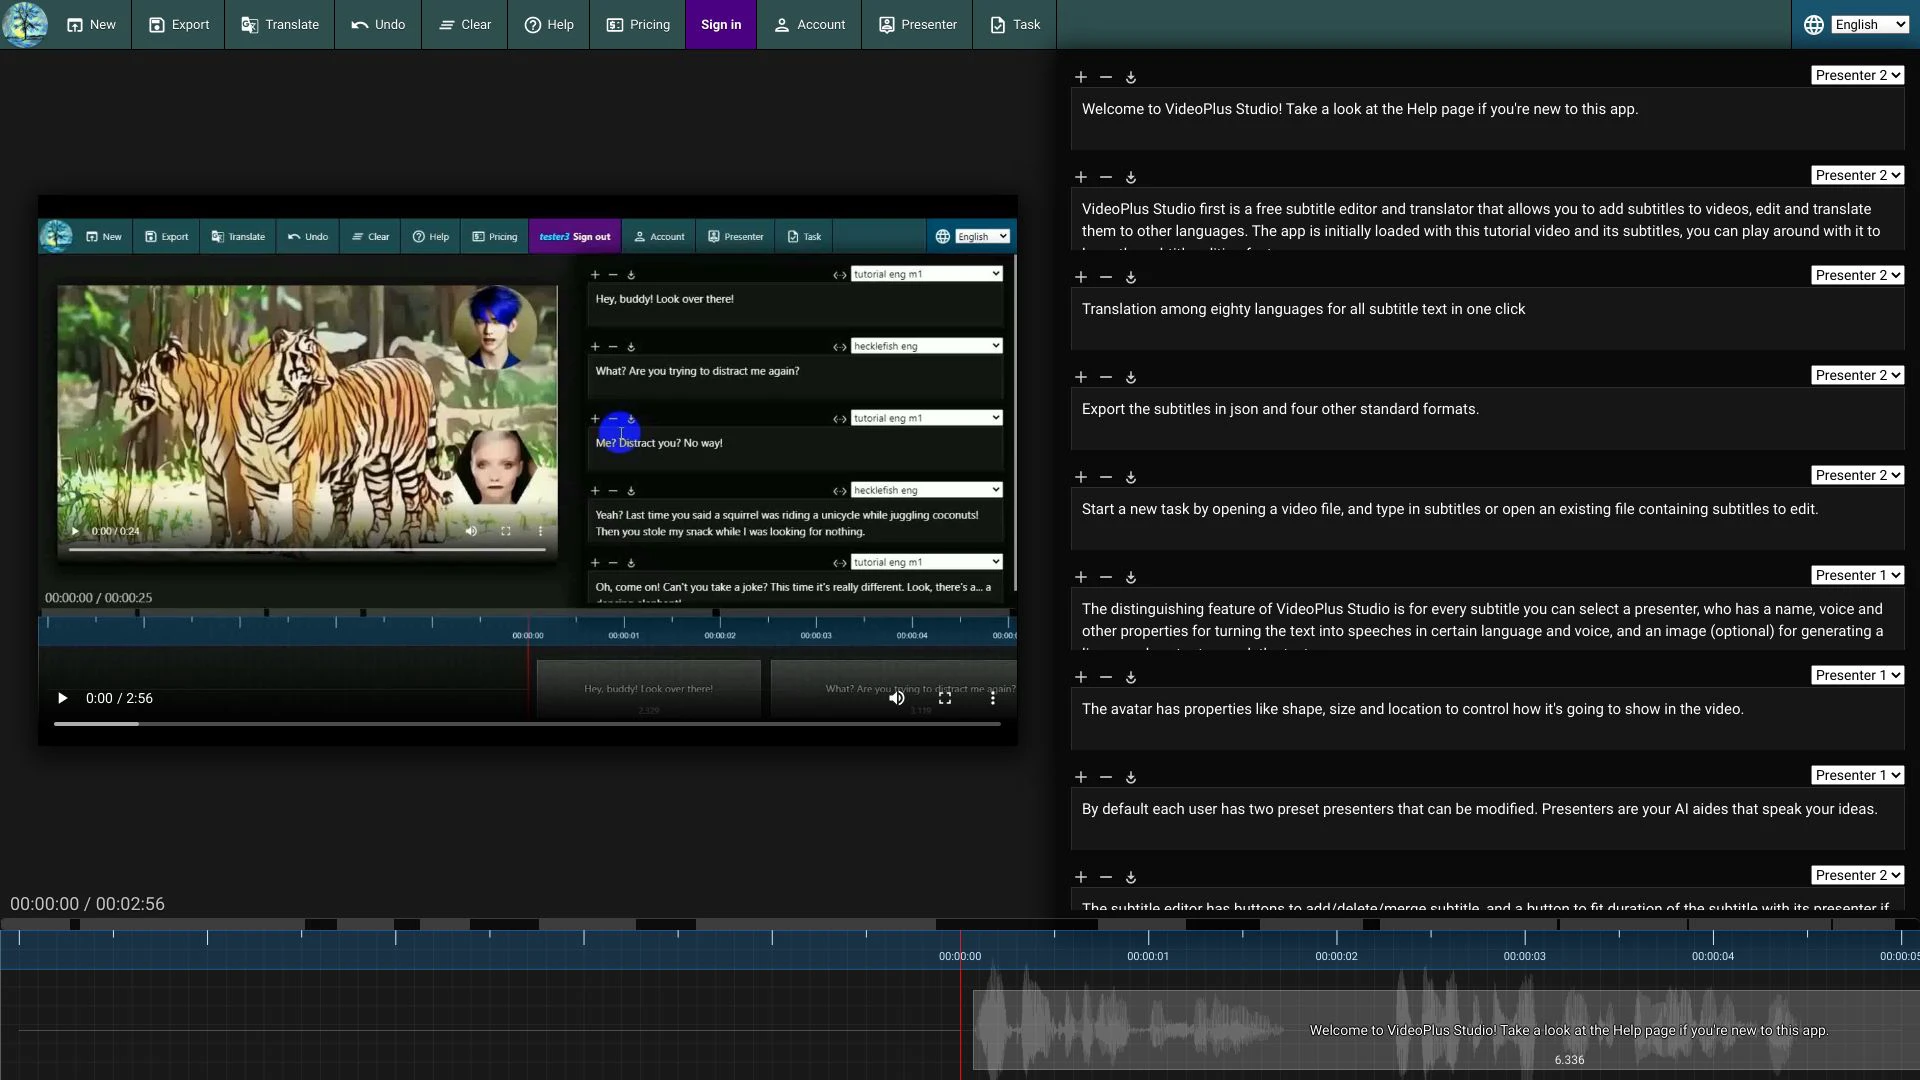 New
Export
Translate
Undo
Clear
Help
Pricing
Sign in
Account
Presenter
Task
English
Presenter 2
Welcome to VideoPlus Studio! Take a look at the Help page if you're new to this app.
Presenter 2
VideoPlus Studio first is a free subtitle editor and translator that allows you to add subtitles to videos, edit and translate
them to other languages. The app is initially loaded with this tutorial video and its subtitles, you can play around with it to
Presenter 2
Translation among eighty languages for all subtitle text in one click
Presenter 2
Export the subtitles in json and four other standard formats.
Presenter 2
Start a new task by opening a video file, and type in subtitles or open an existing file containing subtitles to edit.
Presenter 1
The distinguishing feature of VideoPlus Studio is for every subtitle you can select a presenter, who has a name, voice and
other properties for turning the text into speeches in certain language and voice, and an image (optional) for generating a
Presenter 1
The avatar has properties like shape, size and location to control how it's going to show in the video.
Presenter 1
By default each user has two preset presenters that can be modified. Presenters are your AI aides that speak your ideas.
Presenter 2
The subtitle editor has buttons to add/delete/merge subtitle, and a button to fit duration of the subtitle with its presenter if
New
Export
Translate
Undo
Clear
Help
Pricing
tester3 Sign out
Account
Presenter
Task
English
tutorial eng m1
Hey, buddy! Look over there!
hecklefish eng
What? Are you trying to distract me again?
tutorial eng m1
Me? Distract you? No way!
hecklefish eng
Yeah? Last time you said a squirrel was riding a unicycle while juggling coconuts!
Then you stole my snack while I was looking for nothing.
tutorial eng m1
Oh, come on! Can't you take a joke? This time it's really different. Look, there's a... a
0:00 / 0:24
00:00:00 / 00:00:25
00:00:00
00:00:01
00:00:02
00:00:03
00:00:04
Hey, buddy! Look over there!
2.329
What? Are you trying to distract me again?
3.119
0:00 / 2:56
00:00:00 / 00:02:56
00:00:00
00:00:01
00:00:02
00:00:03
00:00:04
00:00:05
Welcome to VideoPlus Studio! Take a look at the Help page if you're new to this app.
6.336